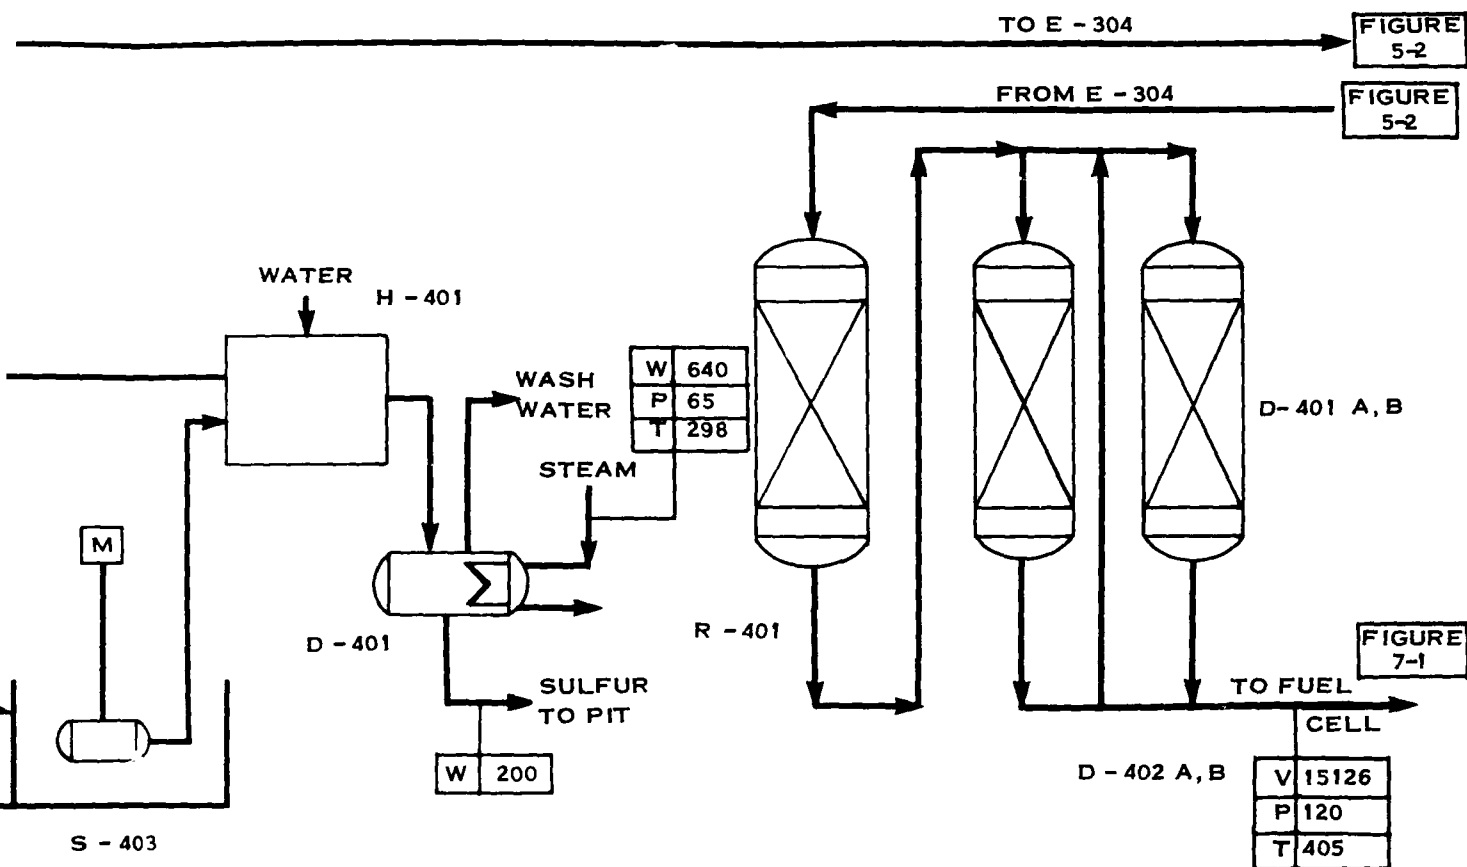 TO E - 304
FIGURE
5-2
FROM E - 304
FIGURE
5-2
WATER
H - 401
WASH
WATER
W 640
P 65
T 298
D-401 A, B
STEAM
M
D - 401
R - 401
SULFUR
TO PIT
FIGURE
7-1
TO FUEL
CELL
W 200
D - 402 A, B
V 15126
P 120
T 405
S - 403